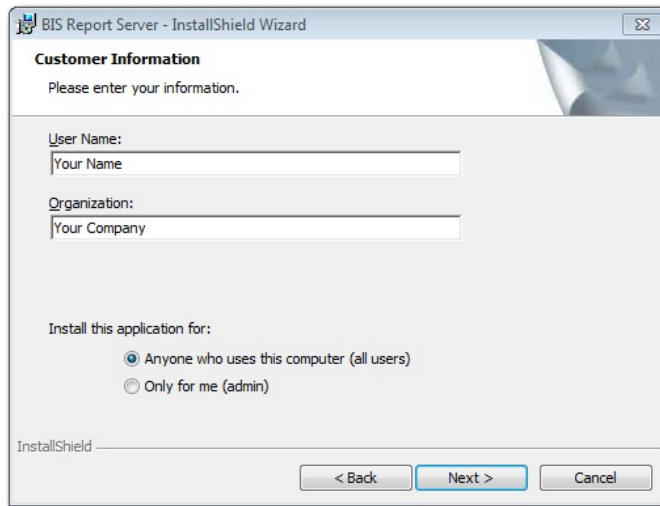 BIS Report Server - InstallShield Wizard
Customer Information
Please enter your information.
User Name:
Your Name
Organization:
Your Company
Install this application for:
Anyone who uses this computer (all users)
Only for me (admin)
InstallShield
< Back Next > Cancel